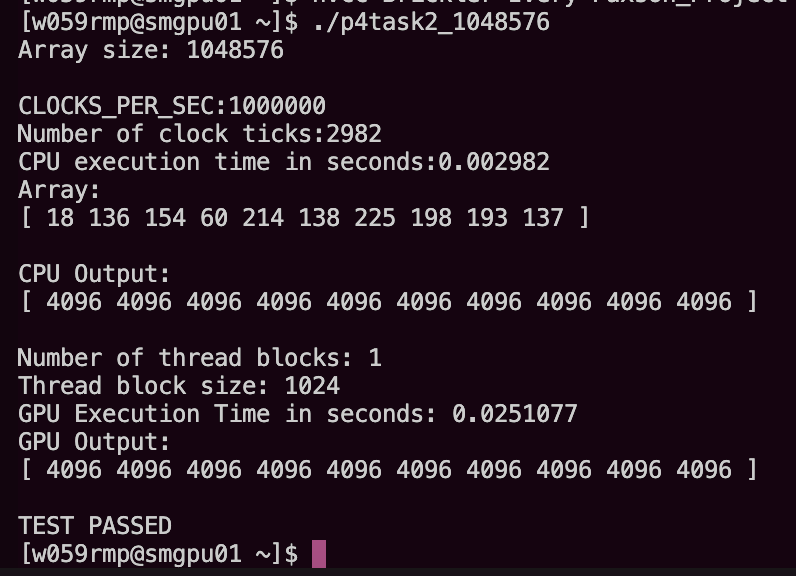 [w059rmp@smgpu01 ~]$ ./p4task2_1048576
Array size: 1048576
CLOCKS_PER_SEC:1000000
Number of clock ticks:2982
CPU execution time in seconds:0.002982
Array:
[ 18 136 154 60 214 138 225 198 193 137 ]
CPU Output:
[ 4096 4096 4096 4096 4096 4096 4096 4096 4096 4096 ]
Number of thread blocks: 1
Thread block size: 1024
GPU Execution Time in seconds: 0.0251077
GPU Output:
[ 4096 4096 4096 4096 4096 4096 4096 4096 4096 4096 ]
TEST PASSED
[w059rmp@smgpu01 ~]$